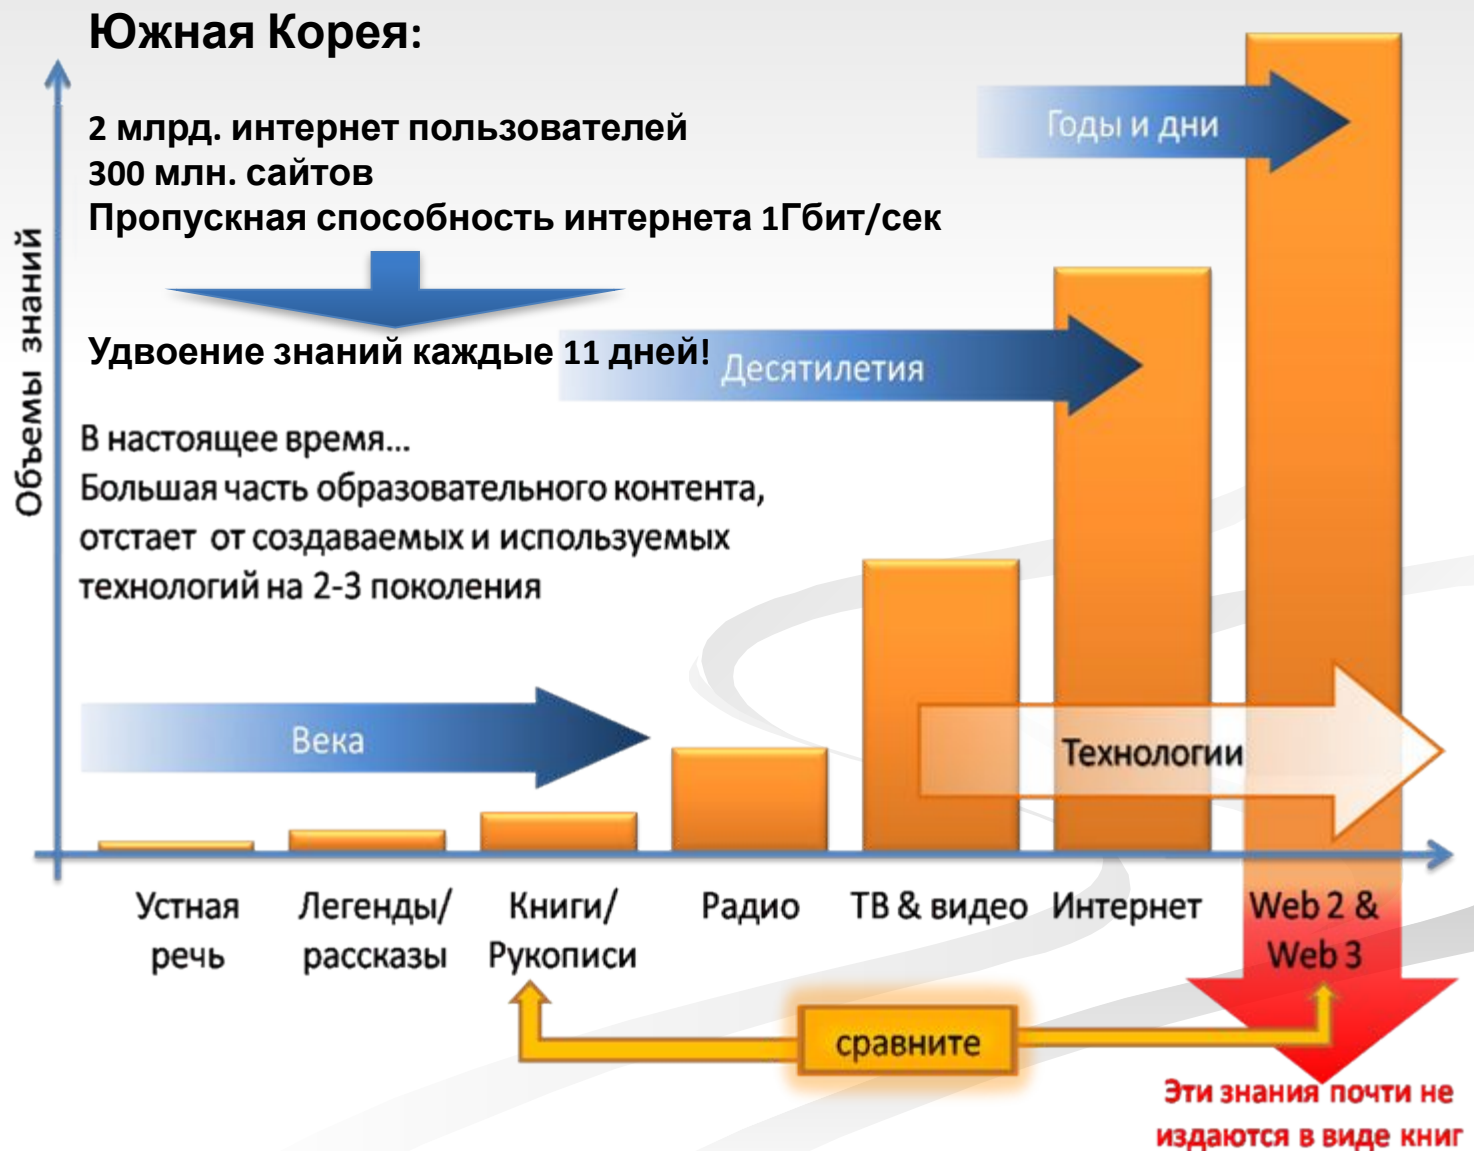 Южная Корея:
2 млрд. интернет пользователей
300 млн. сайтов
Пропускная способность интернета 1Гбит/сек
Удвоение знаний каждые 11 дней!
Годы и дни
Десятилетия
В настоящее время...
Большая часть образовательного контента,
отстает от создаваемых и используемых
технологий на 2-3 поколения
Объемы знаний
Века
Технологии
Устная
речь
Легенды/
рассказы
Книги/
Рукописи
Радио
ТВ & видео
Интернет
Web 2 &
Web 3
сравните
Эти знания почти не
издаются в виде книг